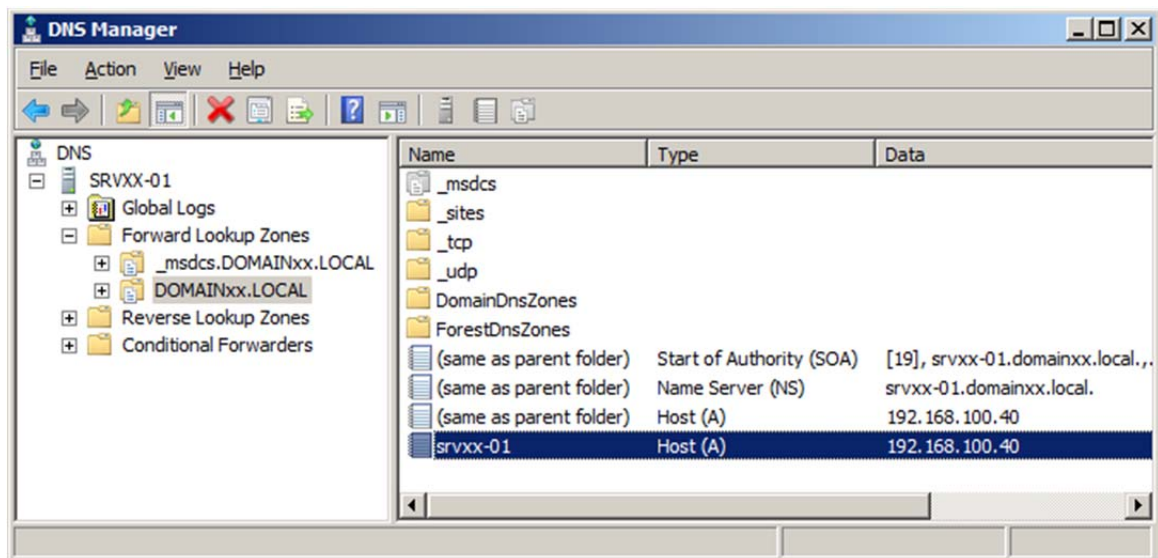 DNS Manager
File Action View Help
DNS
SRVXX-01
Global Logs
Forward Lookup Zones
_msdcs.DOMAINxx.LOCAL
DOMAINxx.LOCAL
Reverse Lookup Zones
Conditional Forwarders
Name Type Data
_msdcs
_sites
_tcp
_udp
DomainDnsZones
ForestDnsZones
(same as parent folder) Start of Authority (SOA) [19], srvxx-01.domainxx.local.,.
(same as parent folder) Name Server (NS) srvxx-01.domainxx.local.
(same as parent folder) Host (A) 192.168.100.40
srvxx-01 Host (A) 192.168.100.40